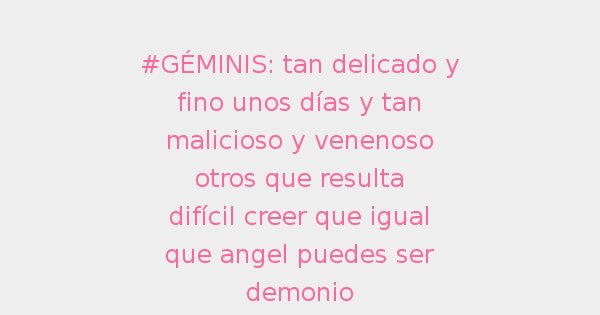 #GÉMINIS: tan delicado y
fino unos días y tan
malicioso y venenoso
otros que resulta
difícil creer que igual
que angel puedes ser
demonio